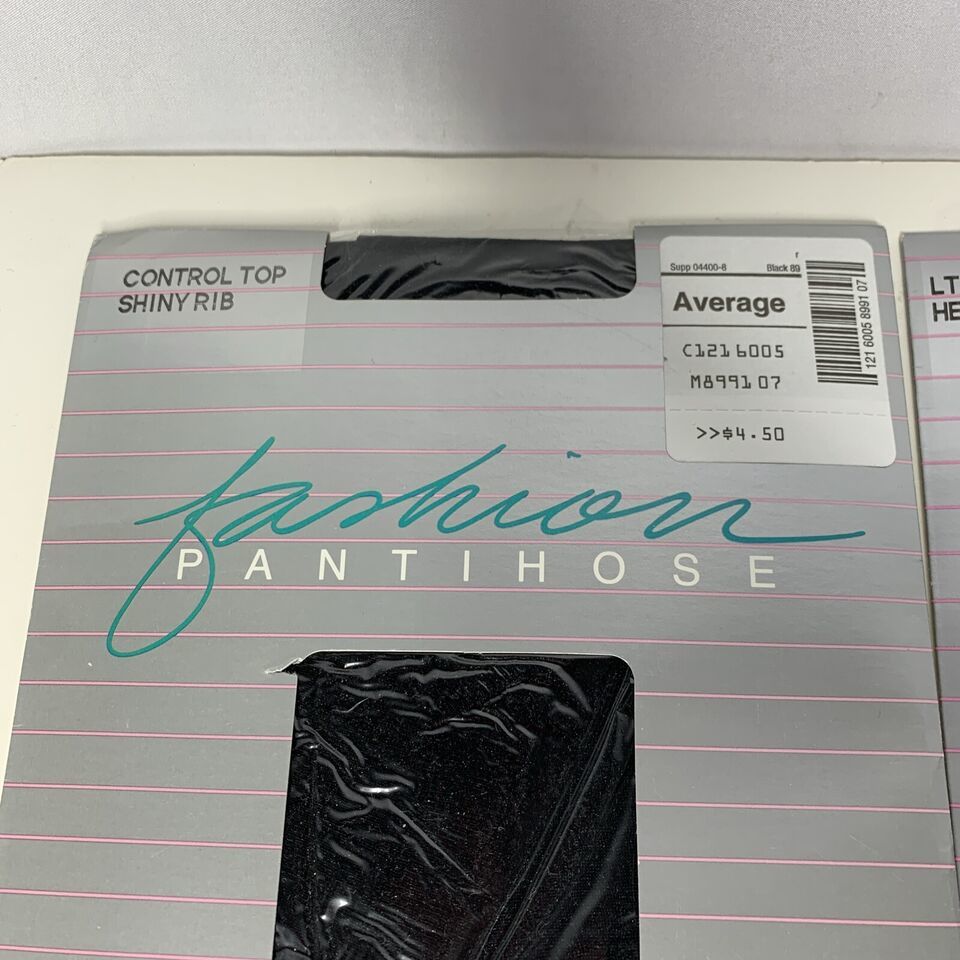 CONTROL TOP
SHINY RIB
r
Supp 04400-8 Black 89
Average
C1216005
M899107
>>$4.50
121 6005 8991 07
fashion
PANTIHOSE
LT
HE